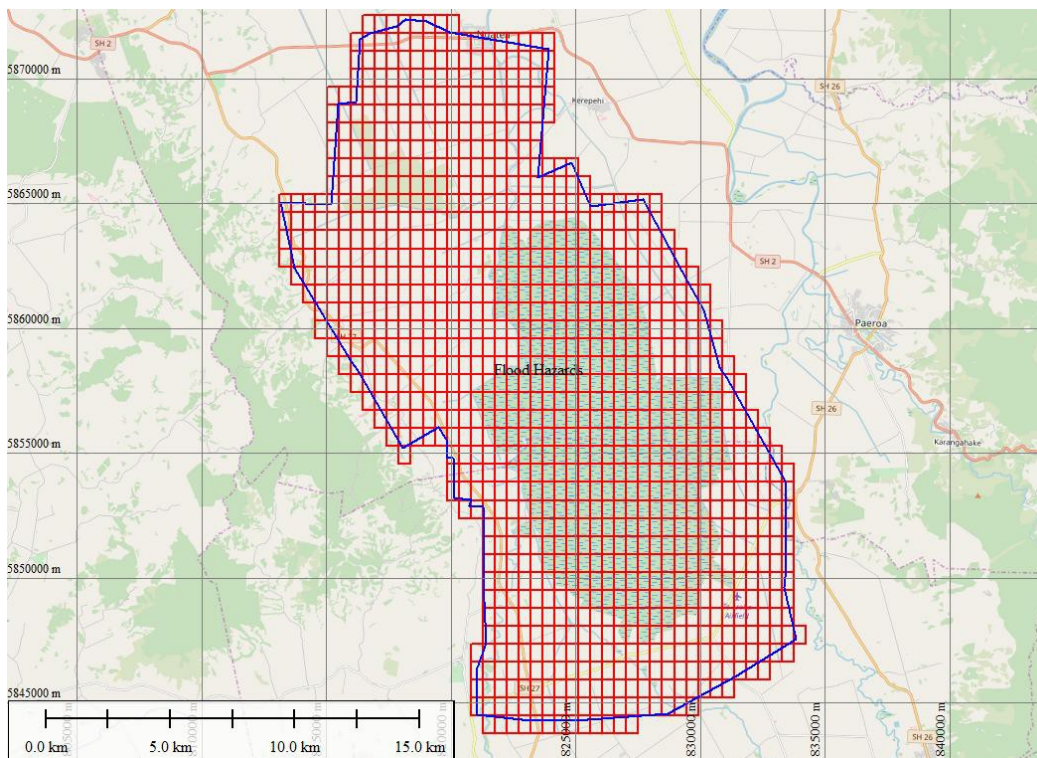 SH 2
5870000 m
SH 26
Kerepehi
5865000 m
SH 2
5860000 m
Paeroa
Flood Hazards
SH 26
5855000 m
Karangahake
5850000 m
Airfield
5845000 m
SH 27
825000 m
830000 m
835000 m
840000 m
SH 26
0.0 km 5.0 km 10.0 km 15.0 km